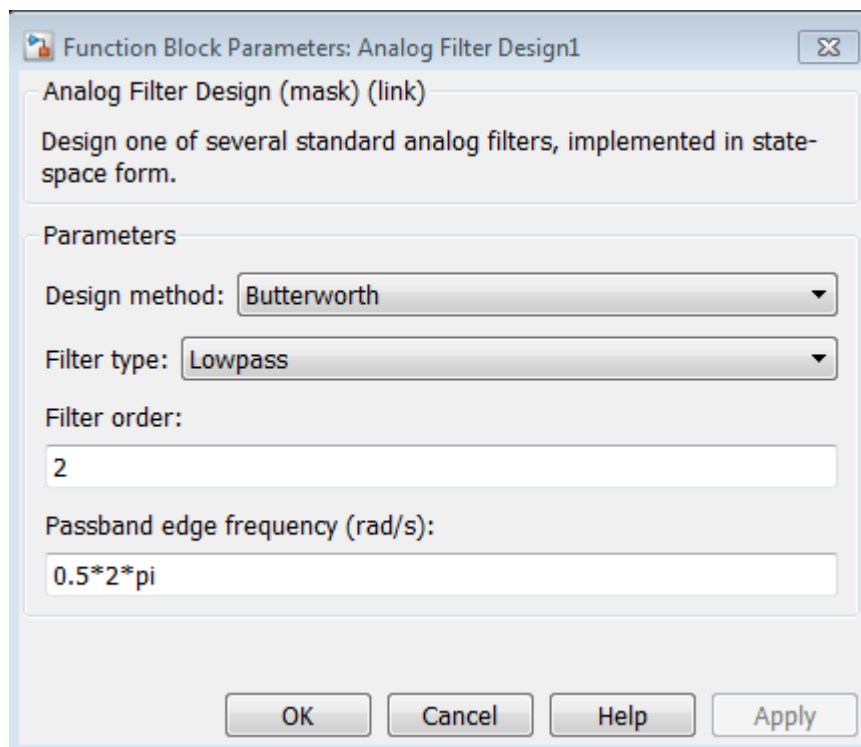 Function Block Parameters: Analog Filter Design1
Analog Filter Design (mask) (link)
Design one of several standard analog filters, implemented in state-
space form.
Parameters
Design method: Butterworth
Filter type: Lowpass
Filter order:
2
Passband edge frequency (rad/s):
0.5*2*pi
OK Cancel Help Apply